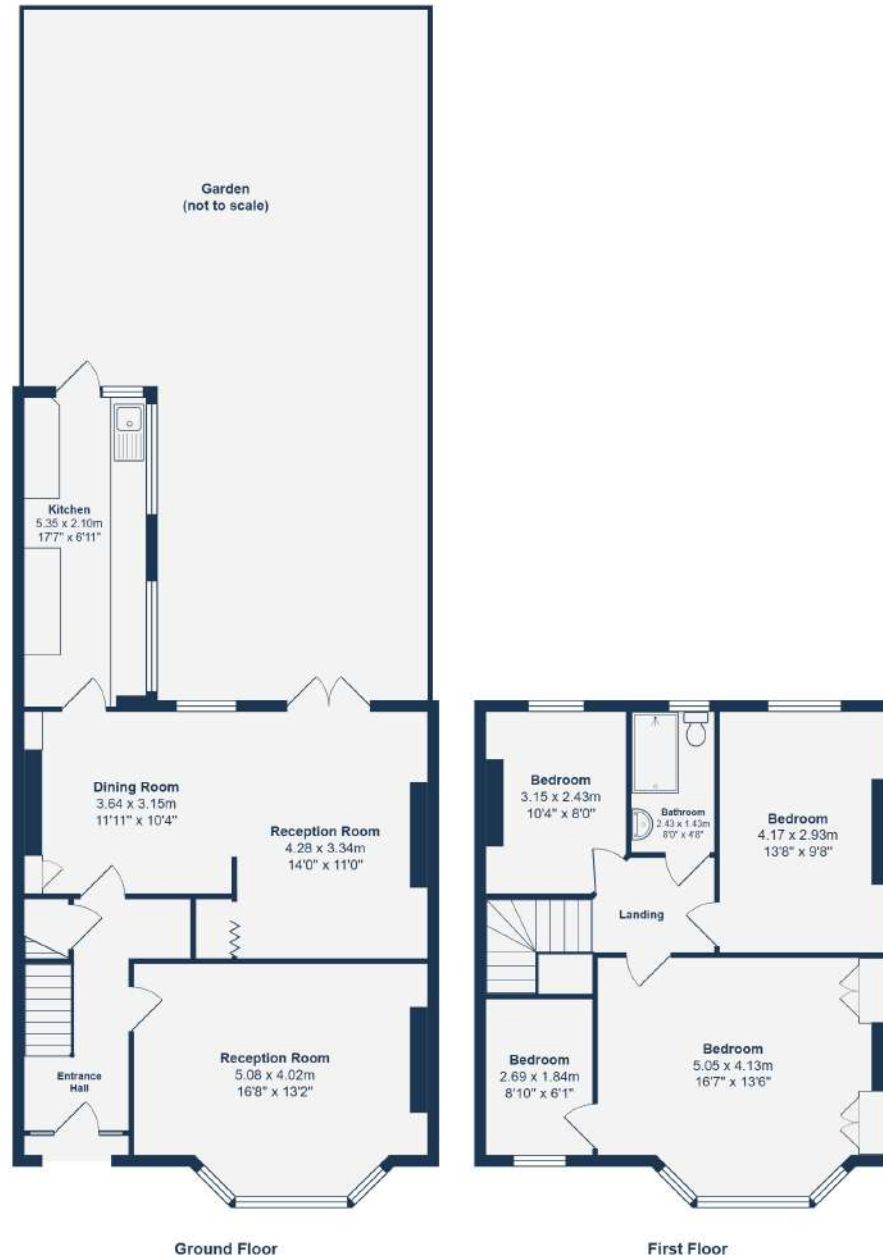 Garden
(not to scale)
Kitchen
5.35 x 2.10m
17'7" x 6'11"
Dining Room
3.64 x 3.15m
11'11" x 10'4"
Reception Room
4.28 x 3.34m
14'0" x 11'0"
Reception Room
5.08 x 4.02m
16'8" x 13'2"
Entrance
Hall
Ground Floor
Bedroom
3.15 x 2.43m
10'4" x 8'0"
Bathroom
2.43 x 1.43m
8'0" x 4'8"
Bedroom
4.17 x 2.93m
13'8" x 9'8"
Landing
Bedroom
2.69 x 1.84m
8'10" x 6'1"
Bedroom
5.05 x 4.13m
16'7" x 13'6"
First Floor